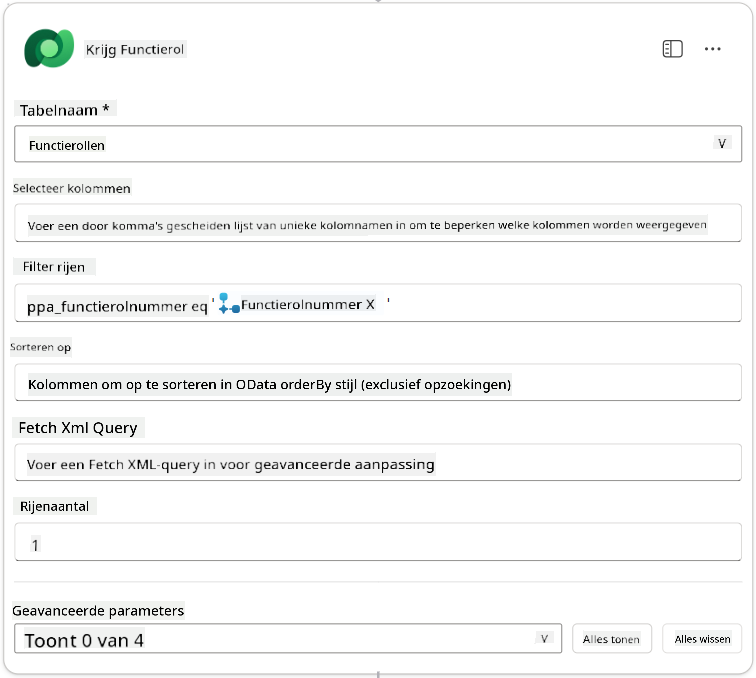 Krijg Functierol
Tabelnaam *
Functierollen
V
Selecteer kolommen
Voer een door komma's gescheiden lijst van unieke kolomnamen in om te beperken welke kolommen worden weergegeven
Filter rijen
ppa_functierolnummer eq ' Functierolnummer X '
Sorteren op
Kolommen om op te sorteren in OData orderBy stijl (exclusief opzoekingen)
Fetch Xml Query
Voer een Fetch XML-query in voor geavanceerde aanpassing
Rijenaantal
1
Geavanceerde parameters
Toont 0 van 4 V Alles tonen Alles wissen